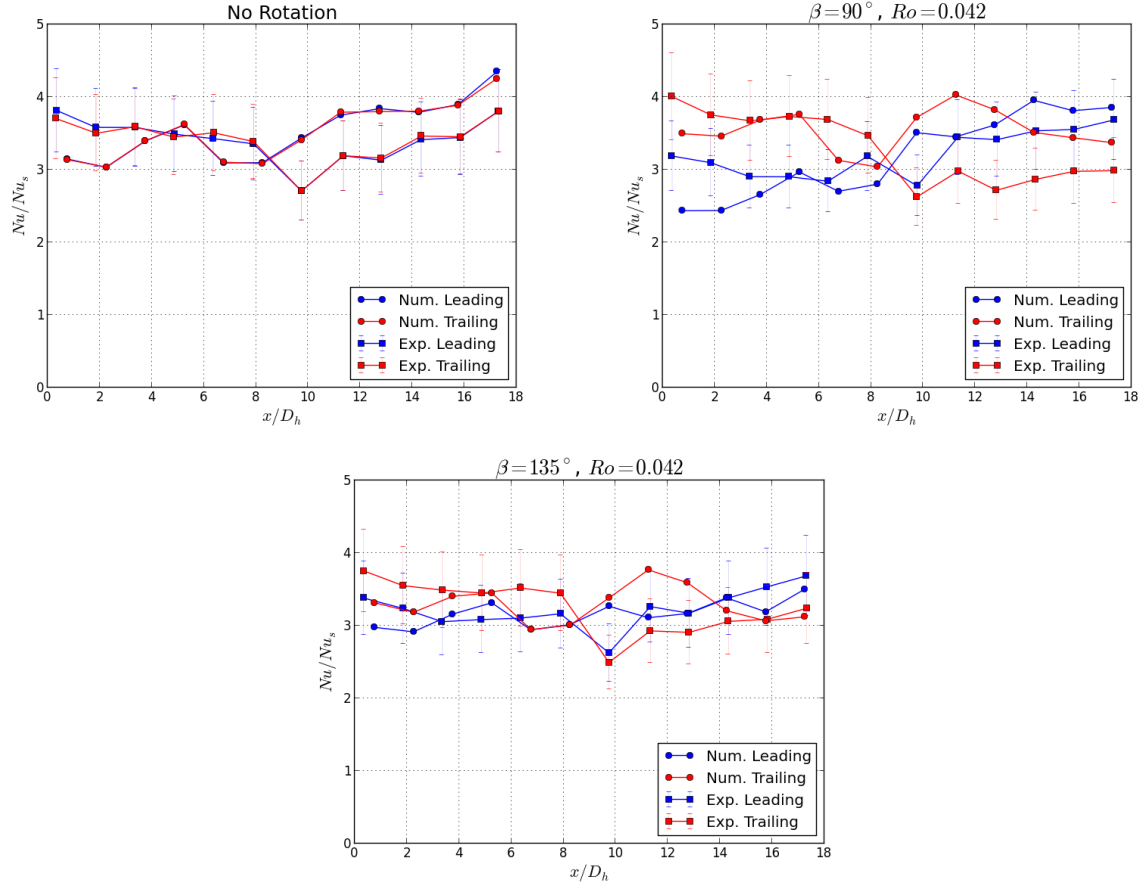 No Rotation
5
4
3
2
1
0
Nu/Nu_s
Num. Leading
Num. Trailing
Exp. Leading
Exp. Trailing
0 2 4 6 8 10 12 14 16 18
x/D_h
β=90°, Ro=0.042
5
4
3
2
1
0
Nu/Nu_s
Num. Leading
Num. Trailing
Exp. Leading
Exp. Trailing
0 2 4 6 8 10 12 14 16 18
x/D_h
β=135°, Ro=0.042
5
4
3
2
1
0
Nu/Nu_s
Num. Leading
Num. Trailing
Exp. Leading
Exp. Trailing
0 2 4 6 8 10 12 14 16 18
x/D_h